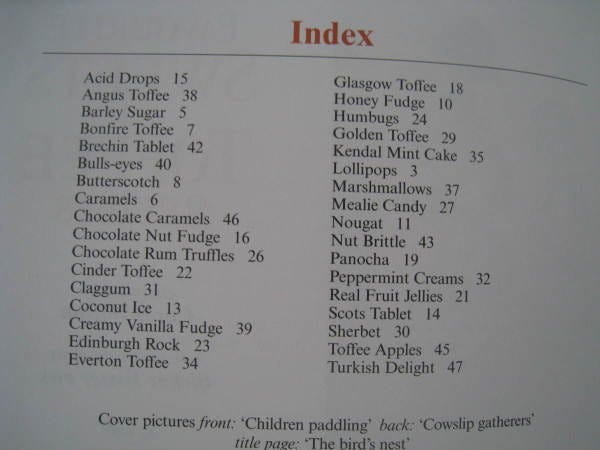 Index
Acid Drops 15
Angus Toffee 38
Barley Sugar 5
Bonfire Toffee 7
Brechin Tablet 42
Bulls-eyes 40
Butterscotch 8
Caramels 6
Chocolate Caramels 46
Chocolate Nut Fudge 16
Chocolate Rum Truffles 26
Cinder Toffee 22
Claggum 31
Coconut Ice 13
Creamy Vanilla Fudge 39
Edinburgh Rock 23
Everton Toffee 34
Glasgow Toffee 18
Honey Fudge 10
Humbugs 24
Golden Toffee 29
Kendal Mint Cake 35
Lollipops 3
Marshmallows 37
Mealie Candy 27
Nougat 11
Nut Brittle 43
Panocha 19
Peppermint Creams 32
Real Fruit Jellies 21
Scots Tablet 14
Sherbet 30
Toffee Apples 45
Turkish Delight 47
Cover pictures front: ‘Children paddling’ back: ‘Cowslip gatherers’
title page: ‘The bird's nest’